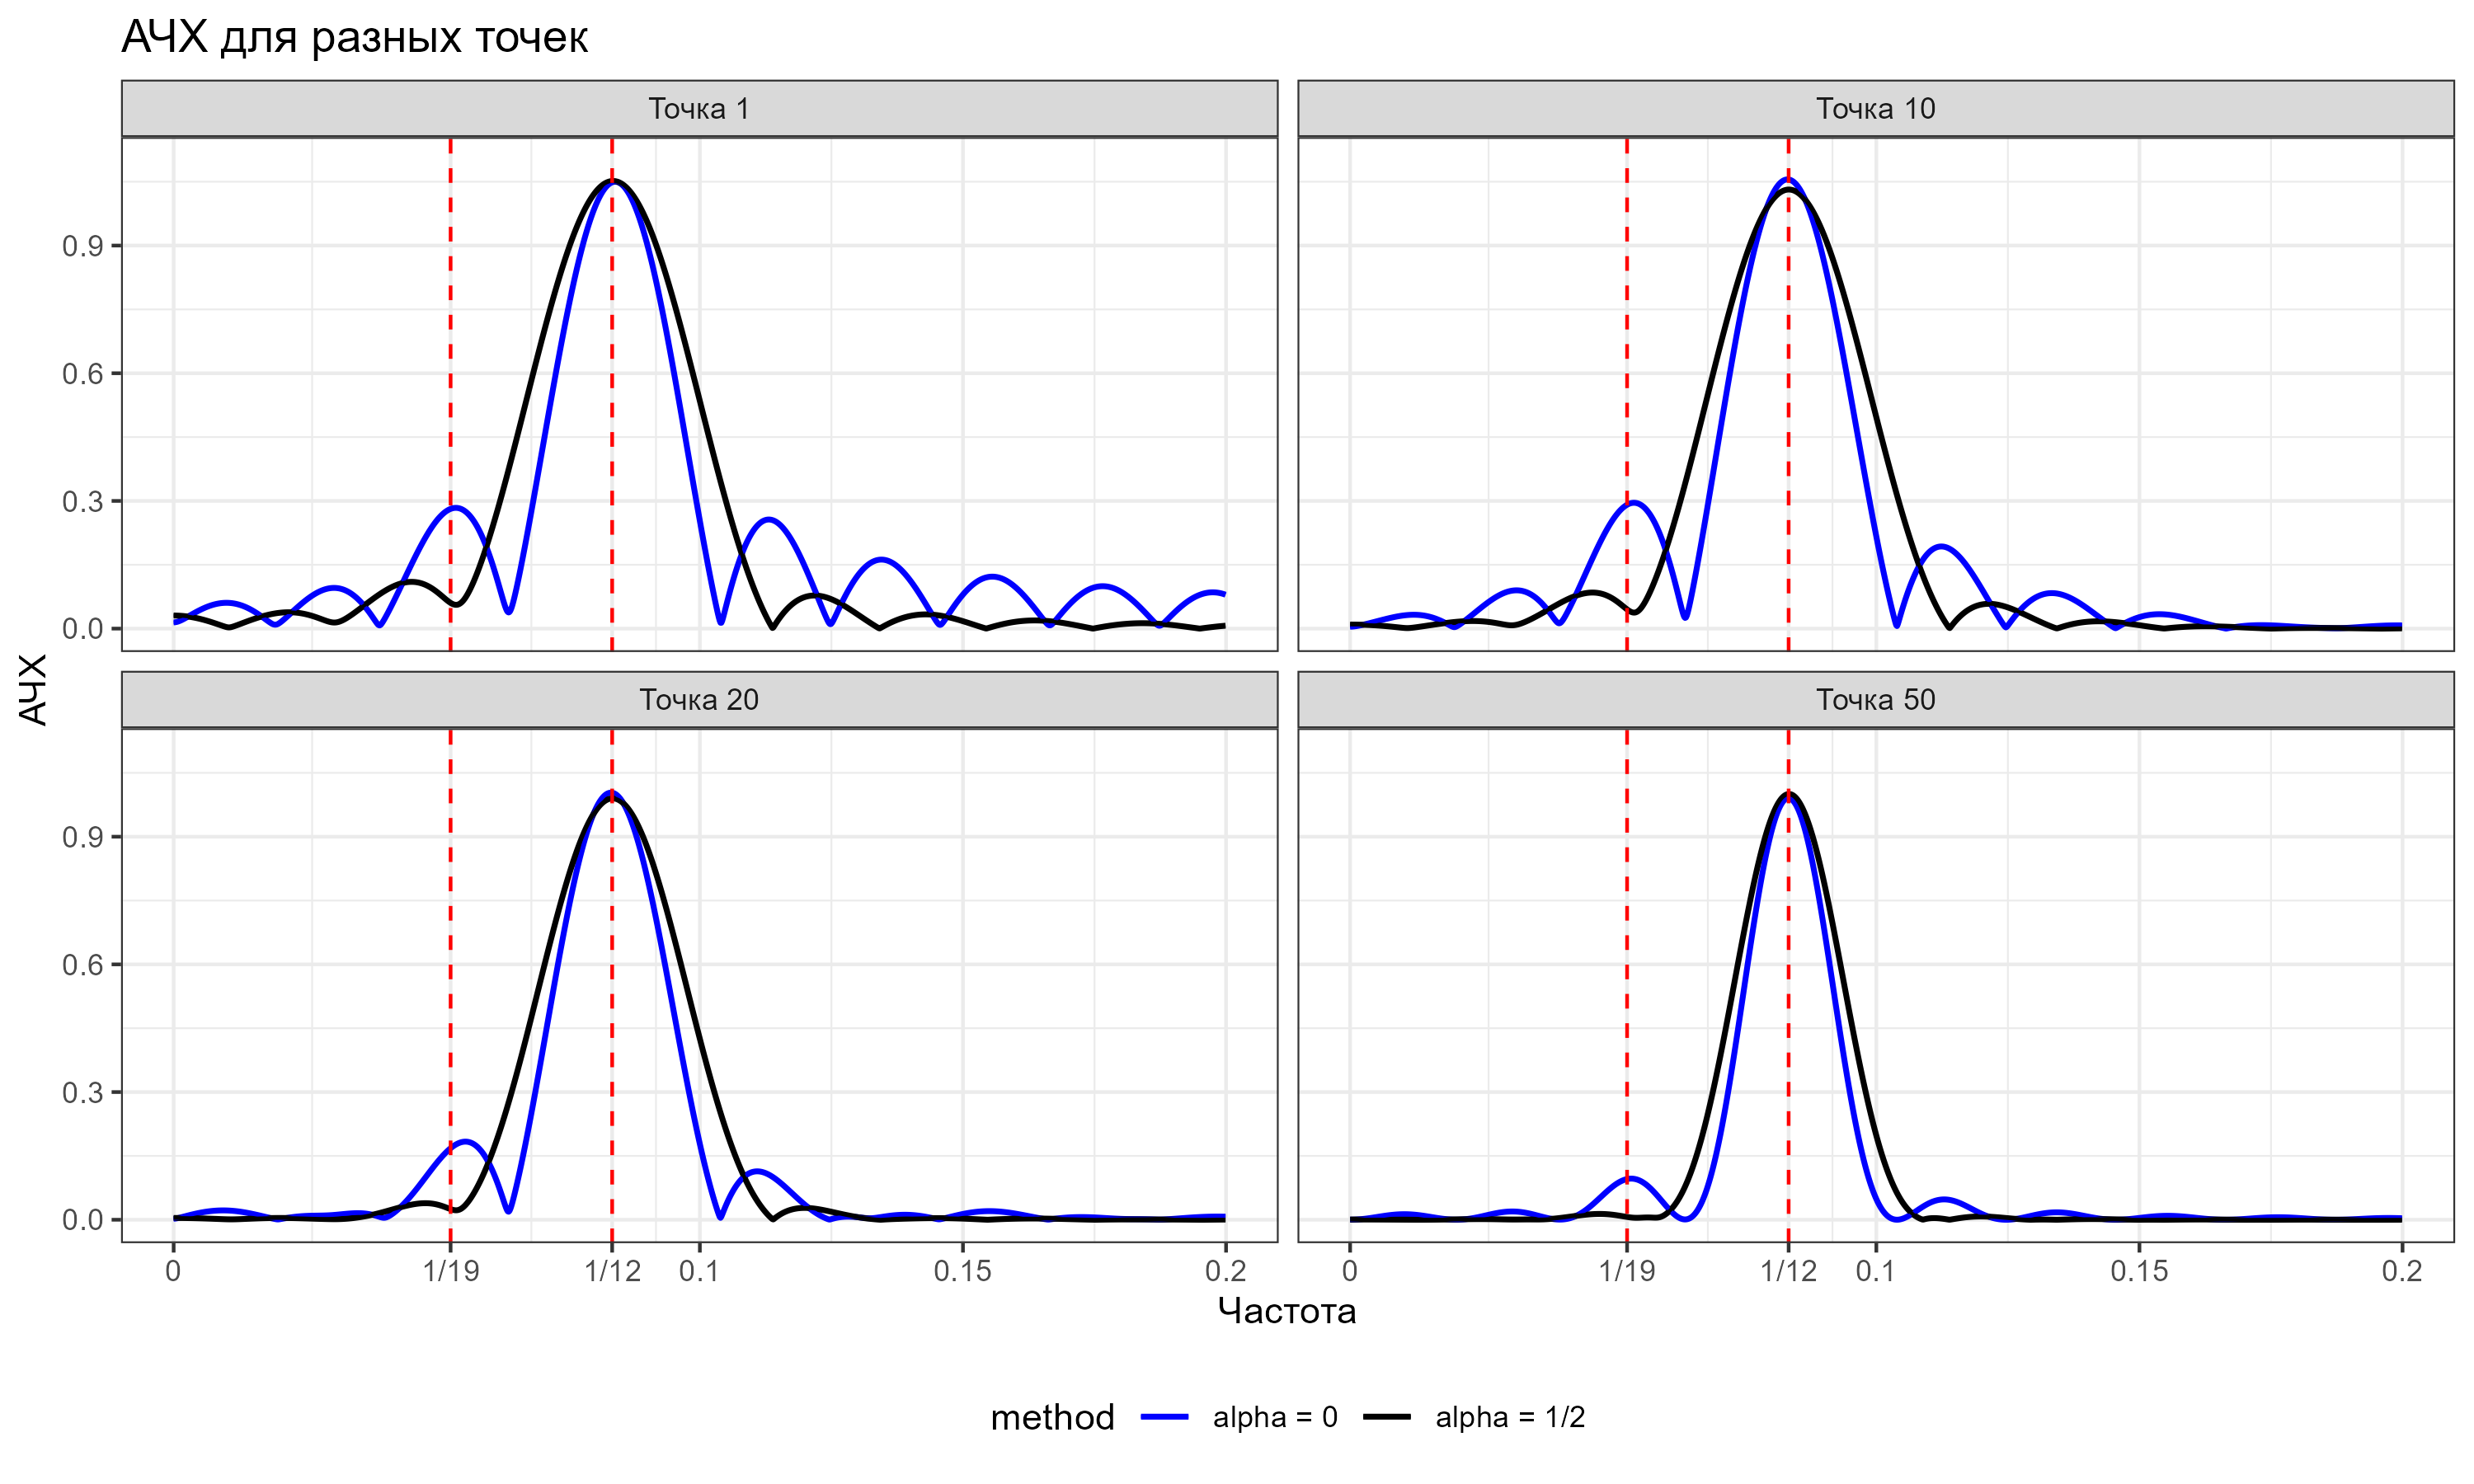 АЧХ для разных точек
Точка 1
Точка 10
0.9
0.6
0.3
0.0
Точка 20
Точка 50
0.9
0.6
0.3
0.0
АЧХ
0 1/19 1/12 0.1 0.15 0.2
0 1/19 1/12 0.1 0.15 0.2
Частота
method alpha = 0 alpha = 1/2